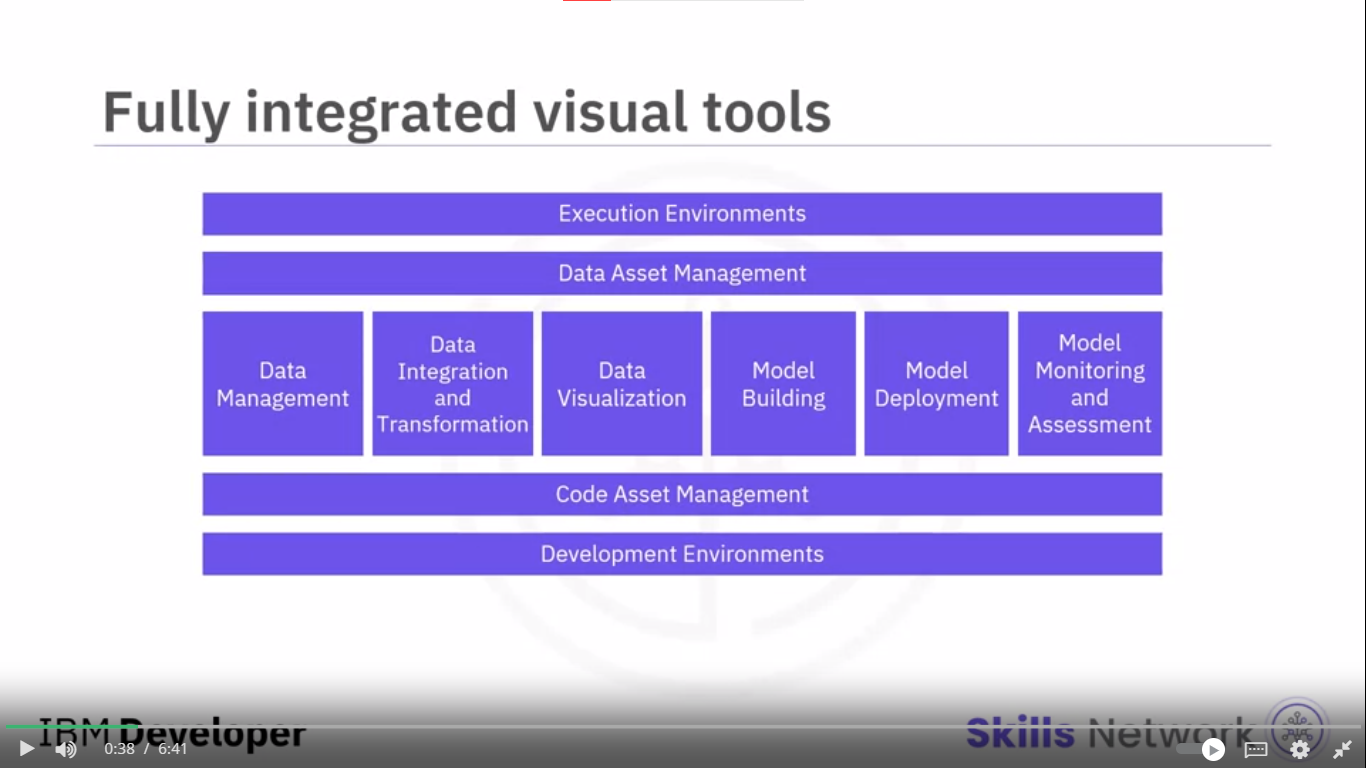 Fully integrated visual tools
Execution Environments
Data Asset Management
Data
Management
Data
Integration
and
Transformation
Data
Visualization
Model
Building
Model
Deployment
Model
Monitoring
and
Assessment
Code Asset Management
Development Environments
IBM Developer
Skills Network
0:38 / 6:41